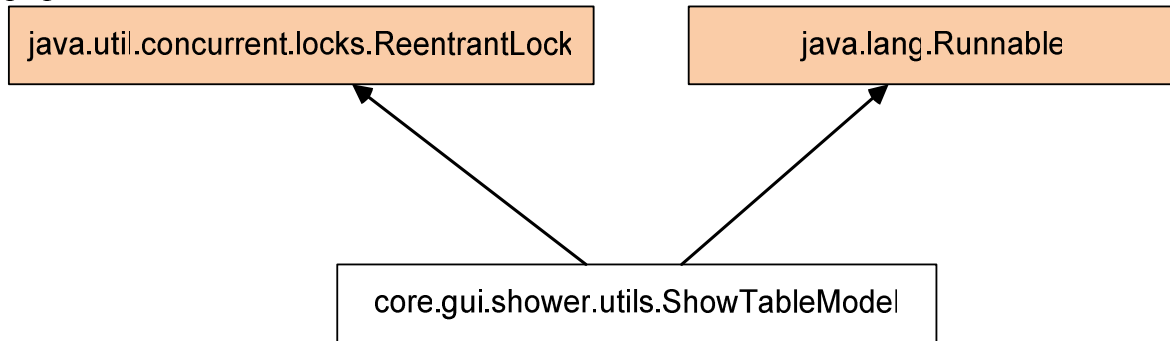 java.util.concurrent.locks.ReentrantLock
java.lang.Runnable
core.gui.shower.utils.ShowTableModel